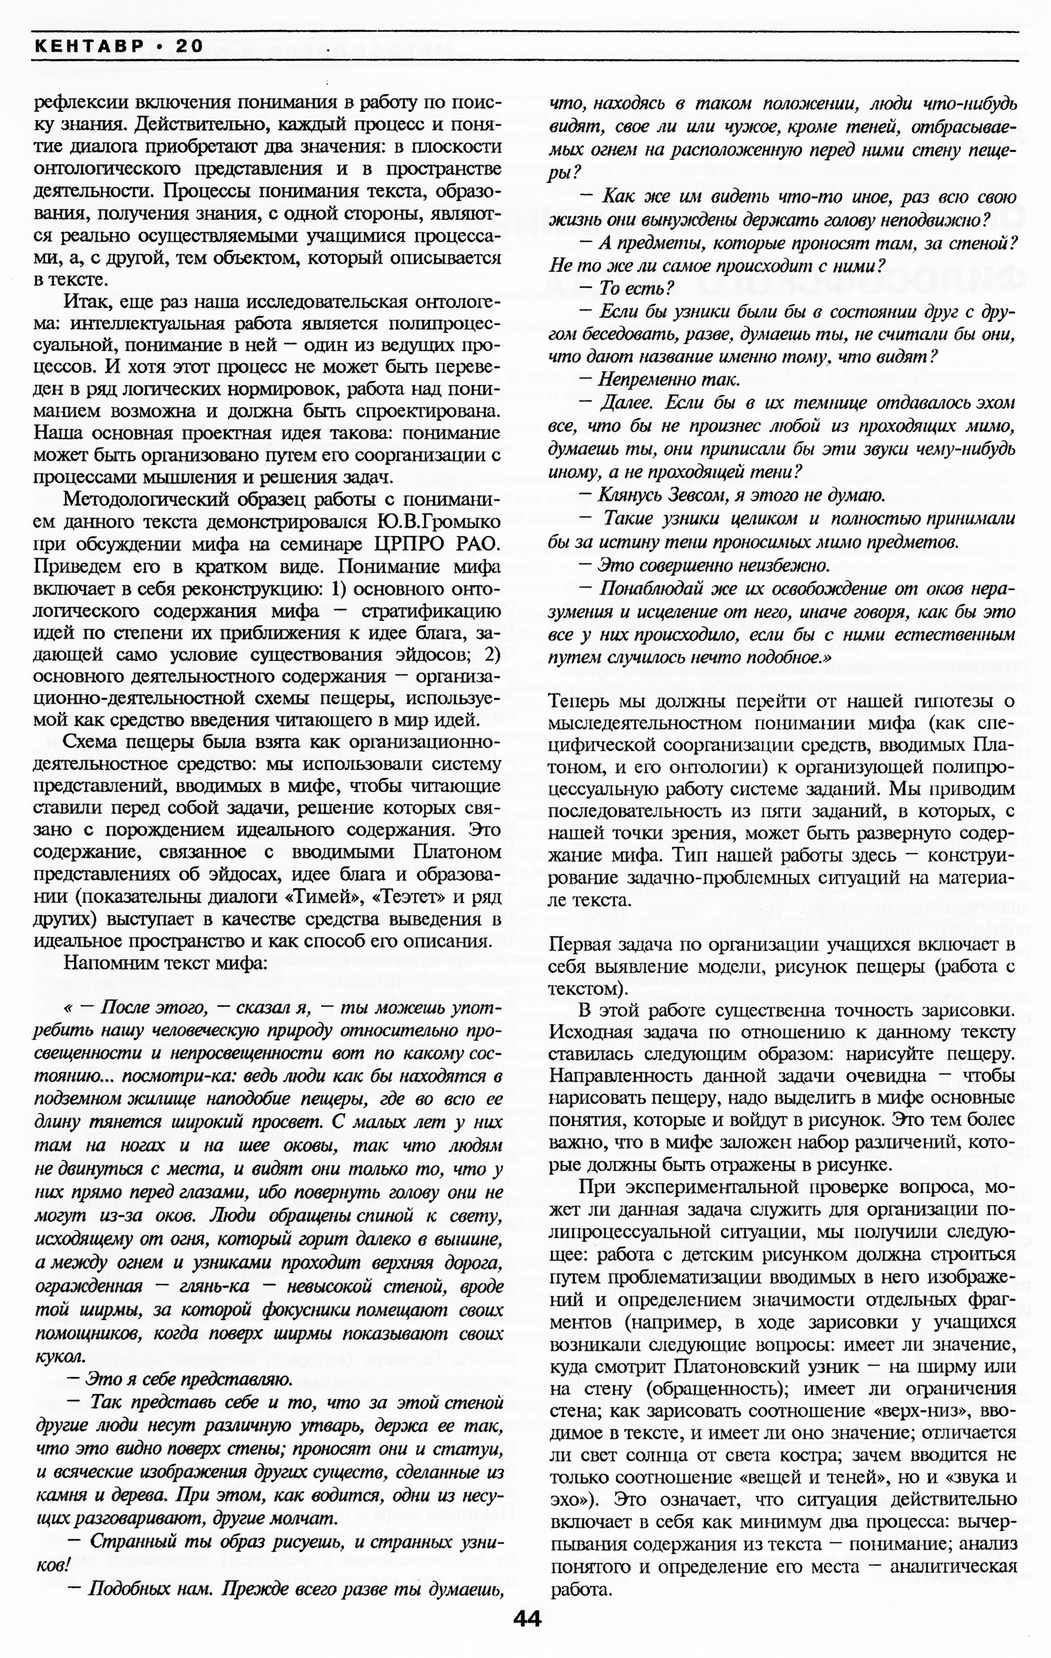 КЕНТАВР • 20
рефлексии включения понимания в работу по поис-
ку знания. Действительно, каждый процесс и поня-
тие диалога приобретают два значения: в плоскости
онтологического представления и в пространстве
деятельности. Процессы понимания текста, образо-
вания, получения знания, с одной стороны, являют-
ся реально осуществляемыми учащимися процесса-
ми, а, с другой, тем объектом, который описывается
в тексте.
Итак, еще раз наша исследовательская онтологе-
ма: интеллектуальная работа является полипроцес-
суальной, понимание в ней — один из ведущих про-
цессов. И хотя этот процесс не может быть переве-
ден в ряд логических нормировок, работа над пони-
манием возможна и должна быть спроектирована.
Наша основная проектная идея такова: понимание
может быть организовано путем его соорганизации с
процессами мышления и решения задач.
Методологический образец работы с понимани-
ем данного текста демонстрировался Ю.В.Громыко
при обсуждении мифа на семинаре ЦРПРО РАО.
Приведем его в кратком виде. Понимание мифа
включает в себя реконструкцию: 1) основного онто-
логического содержания мифа — стратификацию
идей по степени их приближения к идее блага, за-
дающей само условие существования эйдосов; 2)
основного деятельностного содержания — организа-
ционно-деятельностной схемы пещеры, используе-
мой как средство введения читающего в мир идей.
Схема пещеры была взята как организационно-
деятельностное средство: мы использовали систему
представлений, вводимых в мифе, чтобы читающие
ставили перед собой задачи, решение которых свя-
зано с порождением идеального содержания. Это
содержание, связанное с вводимыми Платоном
представлениях об эйдосах, идее блага и образова-
нии (показательны диалоги «Тимей», «Теэтет» и ряд
других) выступает в качестве средства выведения в
идеальное пространство и как способ его описания.
Напомним текст мифа:
« — После этого, — сказал я, — ты можешь упот-
ребить нашу человеческую природу относительно про-
свещенности и непросвещенности вот по какому сос-
тоянию... посмотри-ка: ведь люди как бы находятся в
подземном жилище наподобие пещеры, где во всю ее
длину тянется широкий просвет. С малых лет у них
там на ногах и на шее оковы, так что людям
не двинуться с места, и видят они только то, что у
них прямо перед глазами, ибо повернуть голову они не
могут из-за оков. Люди обращены спиной к свету,
исходящему от огня, который горит далеко в вышине,
а между огнем и узниками проходит верхняя дорога,
огражденная — глянь-ка — невысокой стеной, вроде
той ширмы, за которой фокусники помещают своих
помощников, когда поверх ширмы показывают своих
кукол.
— Это я себе представляю.
— Так представь себе и то, что за этой стеной
другие люди несут различную утварь, держа ее так,
что это видно поверх стены; проносят они и статуи,
и всяческие изображения других существ, сделанные из
камня и дерева. При этом, как водится, одни из несу-
щих разговаривают, другие молчат.
— Странный ты образ рисуешь, и странных узни-
ков!
— Подобных нам. Прежде всего разве ты думаешь,
что, находясь в таком положении, люди что-нибудь
видят, свое ли или чужое, кроме теней, отбрасывае-
мых огнем на расположенную перед ними стену пеще-
ры?
— Как же им видеть что-то иное, раз всю свою
жизнь они вынуждены держать голову неподвижно?
— А предметы, которые проносят там, за стеной?
Не то же ли самое происходит с ними?
— То есть?
— Если бы узники были бы в состоянии друг с дру-
гом беседовать, разве, думаешь ты, не считали бы они,
что дают название именно тому, что видят?
— Непременно так.
— Далее. Если бы в их темнице отдавалось эхом
все, что бы не произнес любой из проходящих мимо,
думаешь ты, они приписали бы эти звуки чему-нибудь
иному, а не проходящей тени?
— Клянусь Зевсом, я этого не думаю.
— Такие узники целиком и полностью принимали
бы за истину тени проносимых мимо предметов.
— Это совершенно неизбежно.
— Понаблюдай же их освобождение от оков нера-
зумения и исцеление от него, иначе говоря, как бы это
все у них происходило, если бы с ними естественным
путем случилось нечто подобное.»
Теперь мы должны перейти от нашей гипотезы о
мыследеятельностном понимании мифа (как спе-
цифической соорганизации средств, вводимых Пла-
тоном, и его онтологии) к организующей полипро-
цессуальную работу системе заданий. Мы приводим
последовательность из пяти заданий, в которых, с
нашей точки зрения, может быть развернуто содер-
жание мифа. Тип нашей работы здесь — конструи-
рование задачно-проблемных ситуаций на материа-
ле текста.
Первая задача по организации учащихся включает в
себя выявление модели, рисунок пещеры (работа с
текстом).
В этой работе существенна точность зарисовки.
Исходная задача по отношению к данному тексту
ставилась следующим образом: нарисуйте пещеру.
Направленность данной задачи очевидна — чтобы
нарисовать пещеру, надо выделить в мифе основные
понятия, которые и войдут в рисунок. Это тем более
важно, что в мифе заложен набор различений, кото-
рые должны быть отражены в рисунке.
При экспериментальной проверке вопроса, мо-
жет ли данная задача служить для организации по-
липроцессуальной ситуации, мы получили следую-
щее: работа с детским рисунком должна строиться
путем проблематизации вводимых в него изображе-
ний и определением значимости отдельных фраг-
ментов (например, в ходе зарисовки у учащихся
возникали следующие вопросы: имеет ли значение,
куда смотрит Платоновский узник — на ширму или
на стену (обращенность); имеет ли ограничения
стена; как зарисовать соотношение «верх-низ», вво-
димое в тексте, и имеет ли оно значение; отличается
ли свет солнца от света костра; зачем вводится не
только соотношение «вещей и теней», но и «звука и
эхо»). Это означает, что ситуация действительно
включает в себя как минимум два процесса: вычер-
пывания содержания из текста — понимание; анализ
понятого и определение его места — аналитическая
работа.
44